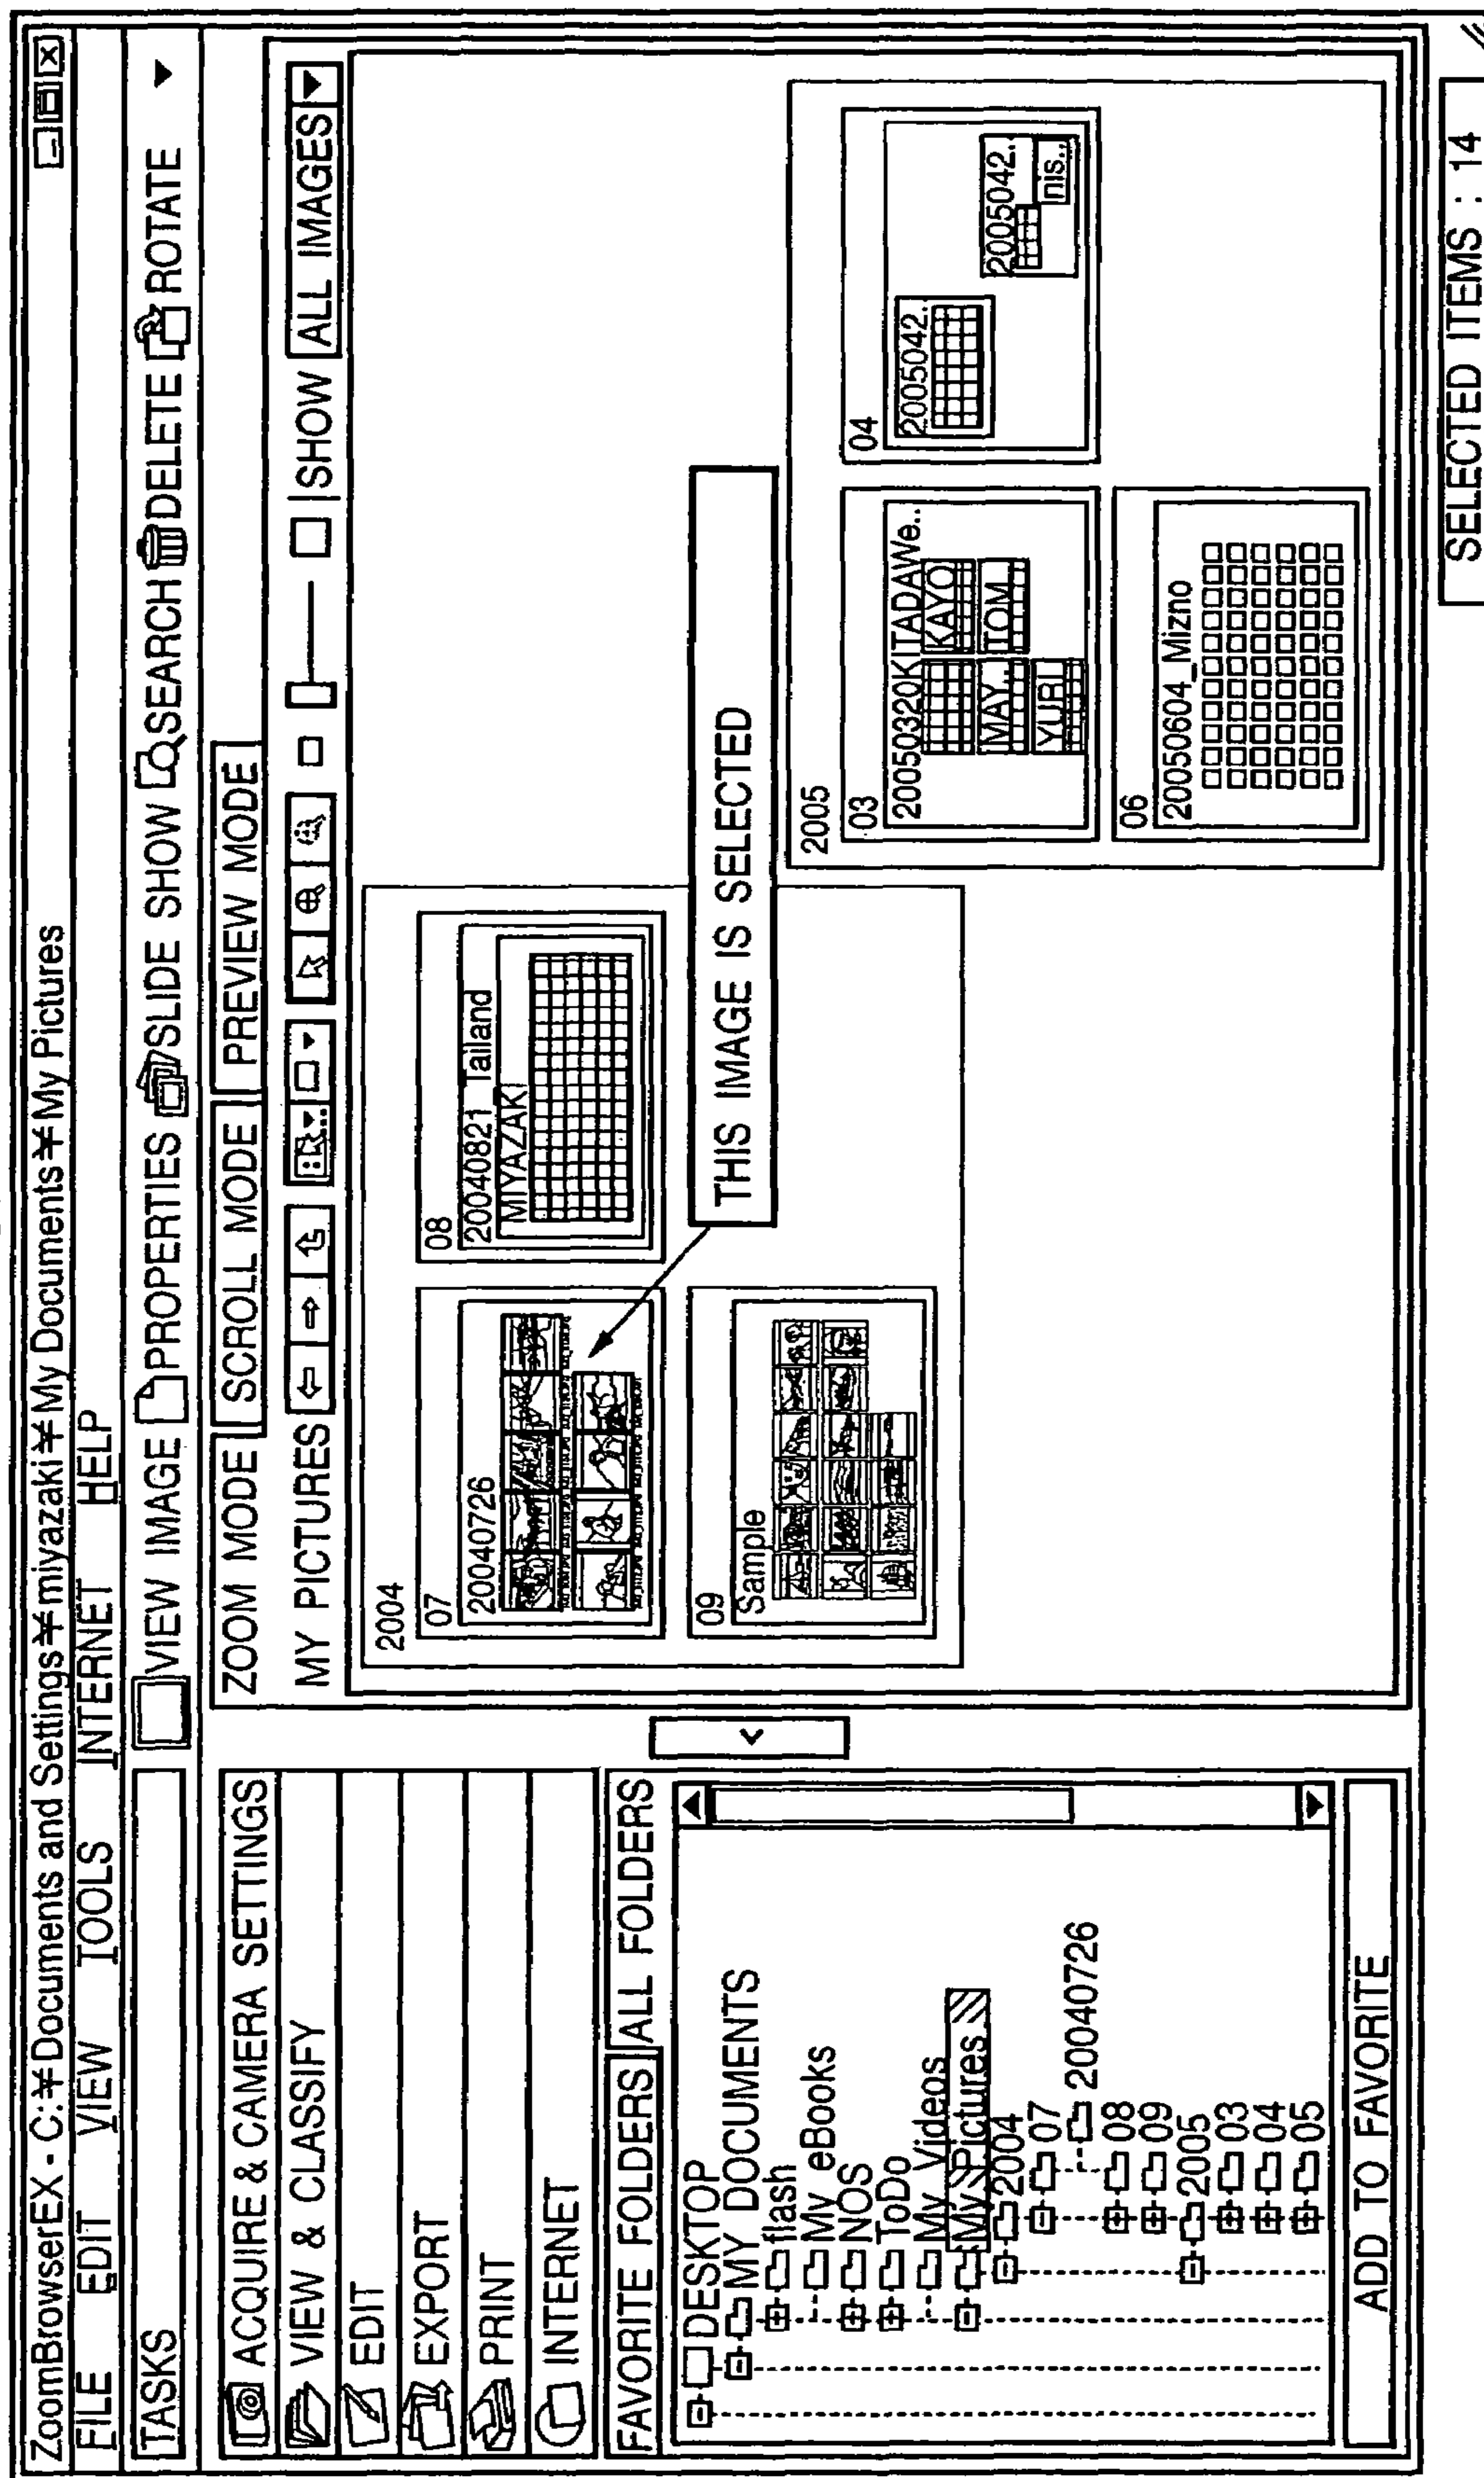 ZoomBrowserEX - C:¥Documents and Settings¥miyazaki¥My Documents¥My Pictures
FILE EDIT VIEW TOOLS INTERNET HELP
TASKS
VIEW IMAGE PROPERTIES SLIDE SHOW SEARCH DELETE ROTATE
ACQUIRE & CAMERA SETTINGS
VIEW & CLASSIFY
EDIT
EXPORT
PRINT
INTERNET
FAVORITE FOLDERS ALL FOLDERS
DESKTOP
MY DOCUMENTS
flash
My eBooks
NOS
ToDo
My Videos
My Pictures
2004
07
20040726
08
09
2005
03
04
05
ADD TO FAVORITE
ZOOM MODE SCROLL MODE PREVIEW MODE
MY PICTURES SHOW ALL IMAGES
2004
07
20040726
08
20040821_Tailand
MIYAZAKI
09
Sample
THIS IMAGE IS SELECTED
2005
03
20050320KITADAWe..
KAYO
MAY..
TOM
YURI
04
2005042.
2005042.
nis..
06
20050604_Mizno
SELECTED ITEMS : 14